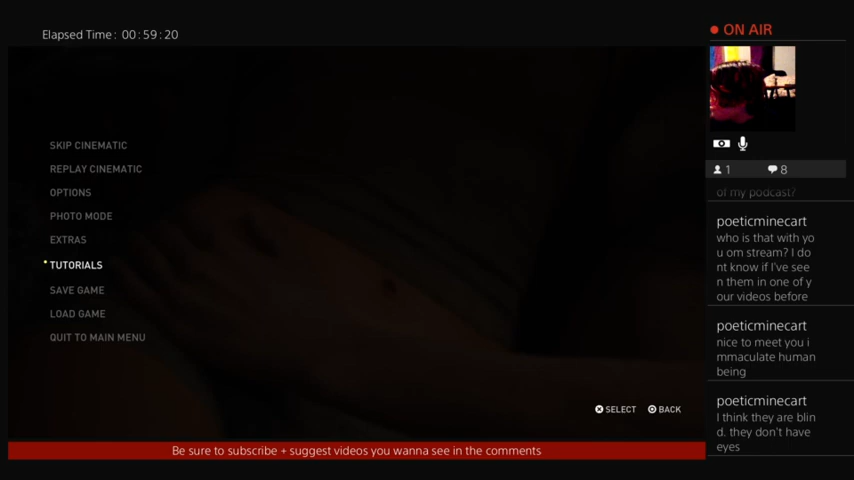 Elapsed Time: 00:59:20
SKIP CINEMATIC
REPLAY CINEMATIC
OPTIONS
PHOTO MODE
EXTRAS
TUTORIALS
SAVE GAME
LOAD GAME
QUIT TO MAIN MENU
SELECT BACK
Be sure to subscribe + suggest videos you wanna see in the comments
ON AIR
1 8
of my podcast?
poeticminecart
who is that with yo
u om stream? I do
nt know if I've see
n them in one of y
our videos before
poeticminecart
nice to meet you i
mmaculate human
being
poeticminecart
I think they are blin
d. they don't have
eyes